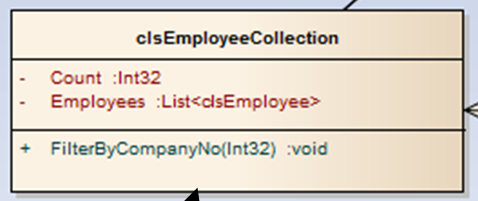 clsEmployeeCollection
- Count :Int32
- Employees :List<clsEmployee>
+ FilterByCompanyNo(Int32) :void